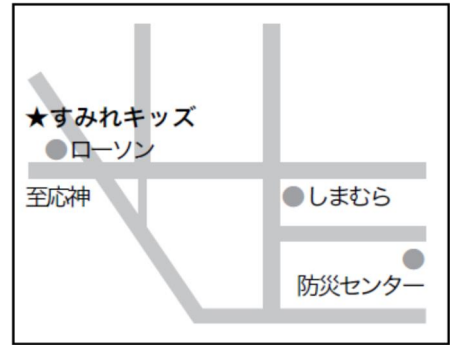 ★すみれキッズ
●ローソン
至応神
●しまむら
●
防災センター